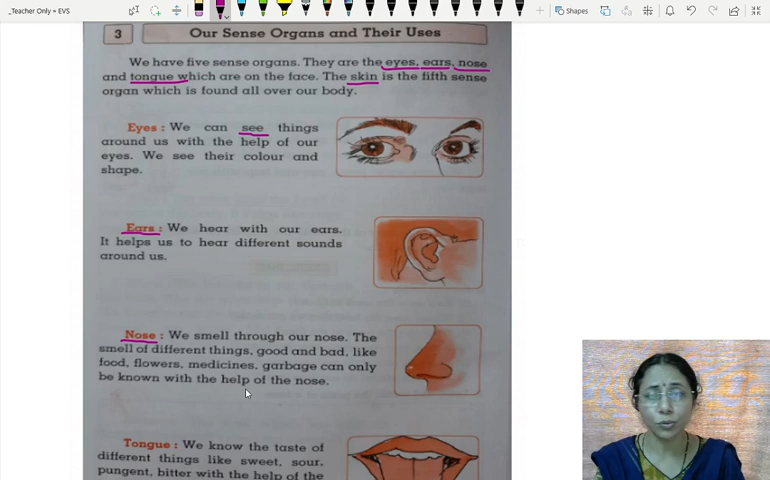 _Teacher Only ~ EVS
Shapes
3
Our Sense Organs and Their Uses
We have five sense organs. They are the eyes, ears, nose
and tongue which are on the face. The skin is the fifth sense
organ which is found all over our body.
Eyes : We can see things
around us with the help of our
eyes. We see their colour and
shape.
Ears : We hear with our ears.
It helps us to hear different sounds
around us.
Nose : We smell through our nose. The
smell of different things, good and bad, like
food, flowers, medicines, garbage can only
be known with the help of the nose.
Tongue : We know the taste of
different things like sweet, sour,
pungent, bitter with the help of the